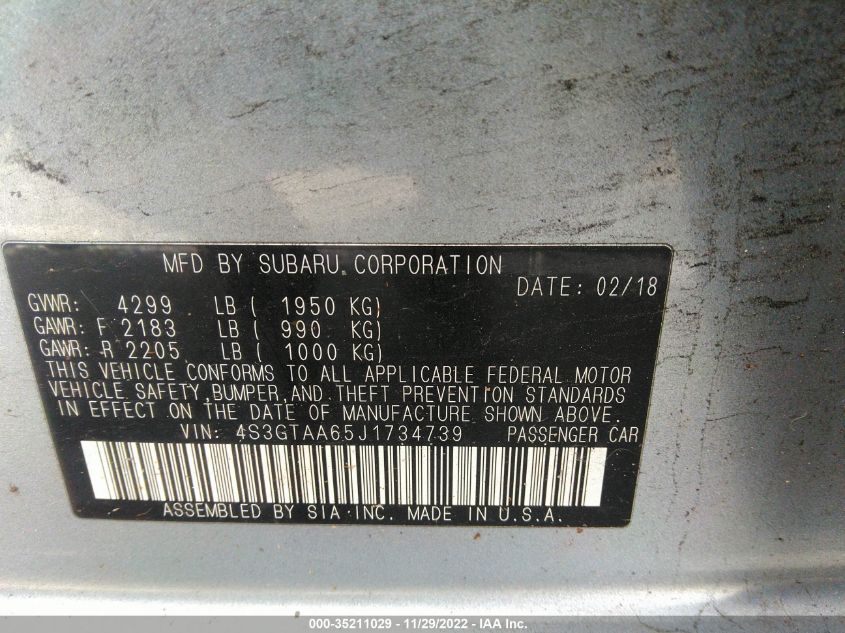 MFD BY SUBARU CORPORATION
DATE: 02/18
GVWR: 4299 LB ( 1950 KG)
GAWR: F 2183 LB ( 990 KG)
GAWR: R 2205 LB ( 1000 KG)
THIS VEHICLE CONFORMS TO ALL APPLICABLE FEDERAL MOTOR
VEHICLE SAFETY, BUMPER, AND THEFT PREVENTION STANDARDS
IN EFFECT ON THE DATE OF MANUFACTURE SHOWN ABOVE.
VIN: 4S3GTAA65J1734739 PASSENGER CAR
ASSEMBLED BY SIA INC. MADE IN U.S.A.
000-35211029 - 11/29/2022 - IAA Inc.